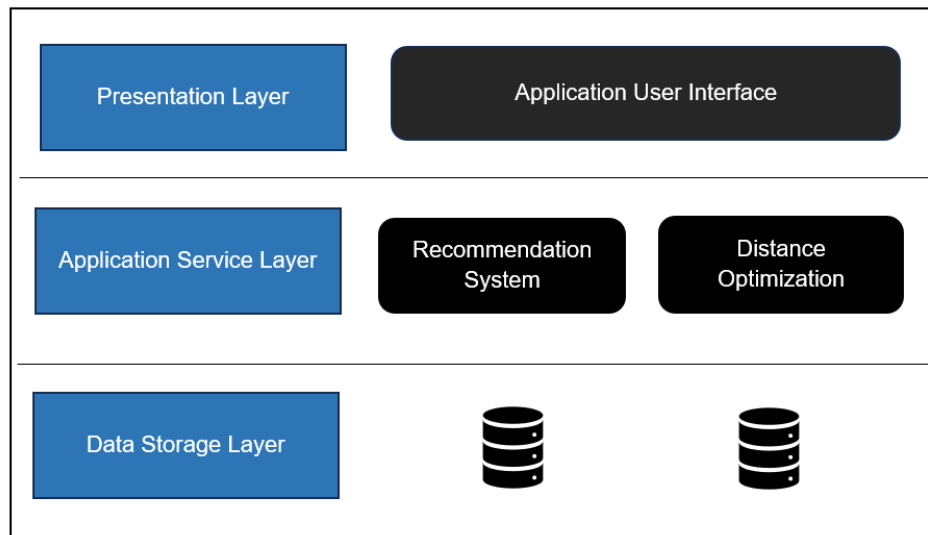 Presentation Layer
Application User Interface
Application Service Layer
Recommendation
System
Distance
Optimization
Data Storage Layer